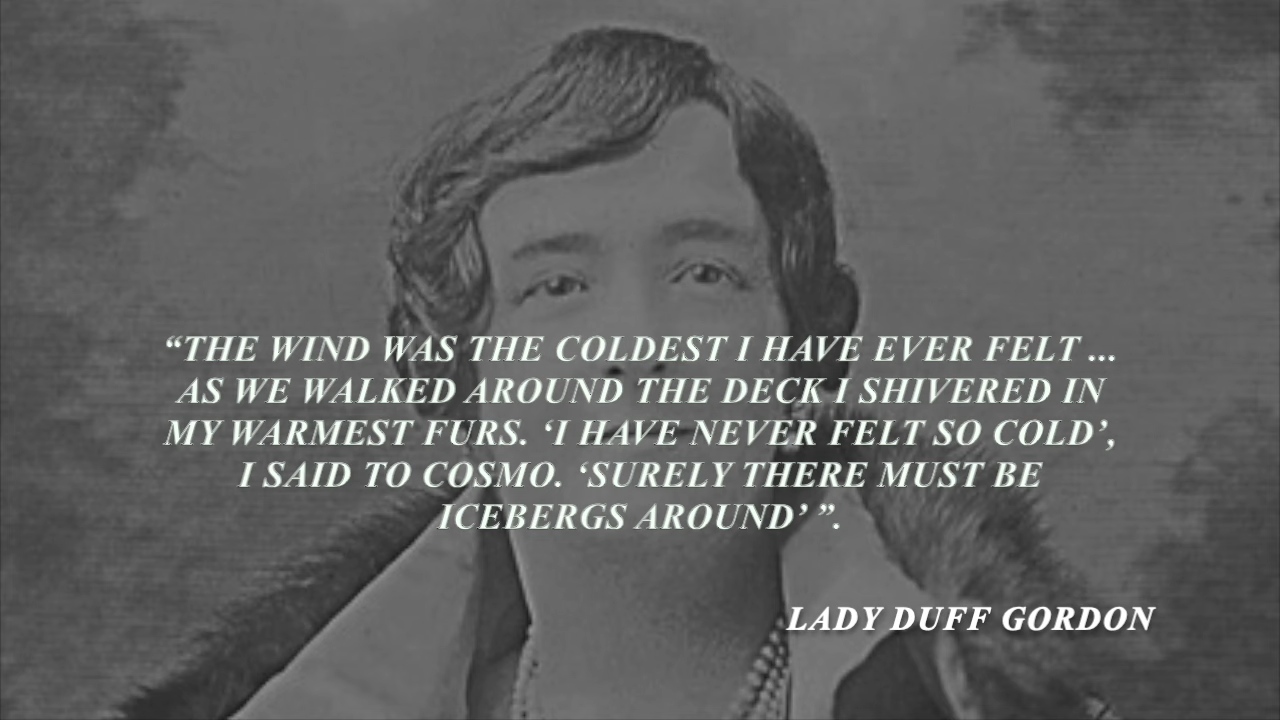 “THE WIND WAS THE COLDEST I HAVE EVER FELT ...
AS WE WALKED AROUND THE DECK I SHIVERED IN
MY WARMEST FURS. ‘I HAVE NEVER FELT SO COLD’,
I SAID TO COSMO. ‘SURELY THERE MUST BE
ICEBERGS AROUND’ ”.
LADY DUFF GORDON